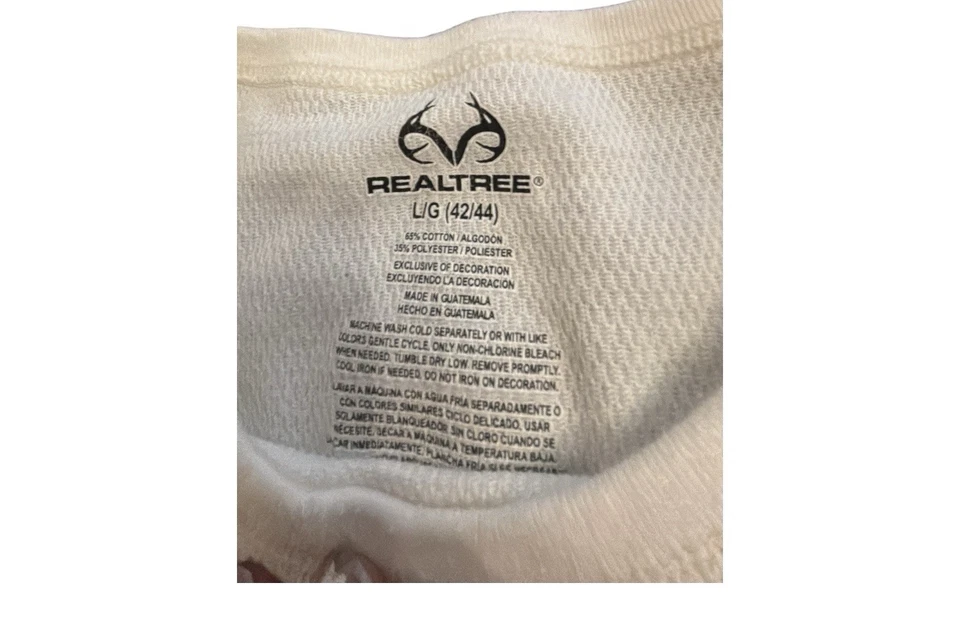 REALTREE®
L/G (42/44)
65% COTTON / ALGODÓN
35% POLYESTER / POLIÉSTER
EXCLUSIVE OF DECORATION
EXCLUYENDO LA DECORACIÓN
MADE IN GUATEMALA
HECHO EN GUATEMALA
MACHINE WASH COLD SEPARATELY OR WITH LIKE
COLORS GENTLE CYCLE, ONLY NON-CHLORINE BLEACH
WHEN NEEDED. TUMBLE DRY LOW. REMOVE PROMPTLY.
COOL IRON IF NEEDED. DO NOT IRON ON DECORATION.
LAVAR A MÁQUINA CON AGUA FRÍA SEPARADAMENTE O
CON COLORES SIMILARES CICLO DELICADO, USAR
SOLAMENTE BLANQUEADOR SIN CLORO CUANDO SE
NECESITE. SECAR A MÁQUINA A TEMPERATURA BAJA.
SACAR INMEDIATAMENTE. PLANCHA FRÍA SI SE